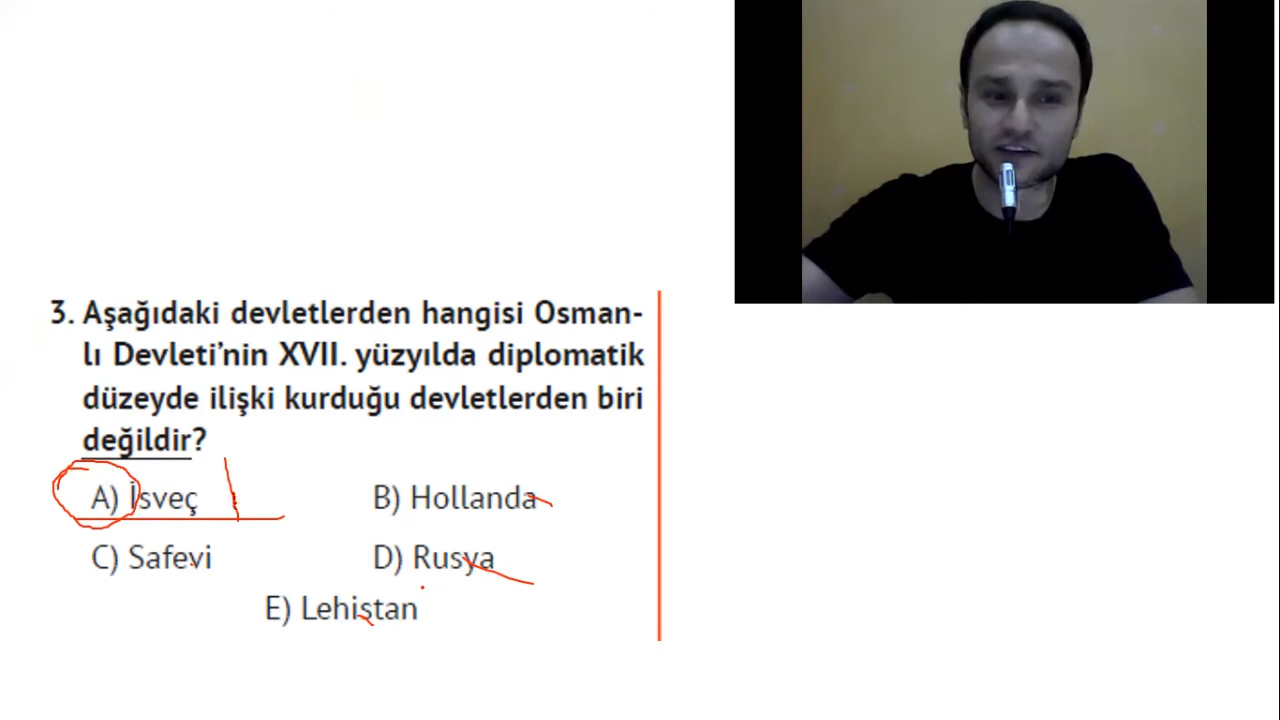 3. Aşağıdaki devletlerden hangisi Osman-
lı Devleti’nin XVII. yüzyılda diplomatik
düzeyde ilişki kurduğu devletlerden biri
değildir?
A) İsveç B) Hollanda
C) Safevi D) Rusya
E) Lehistan